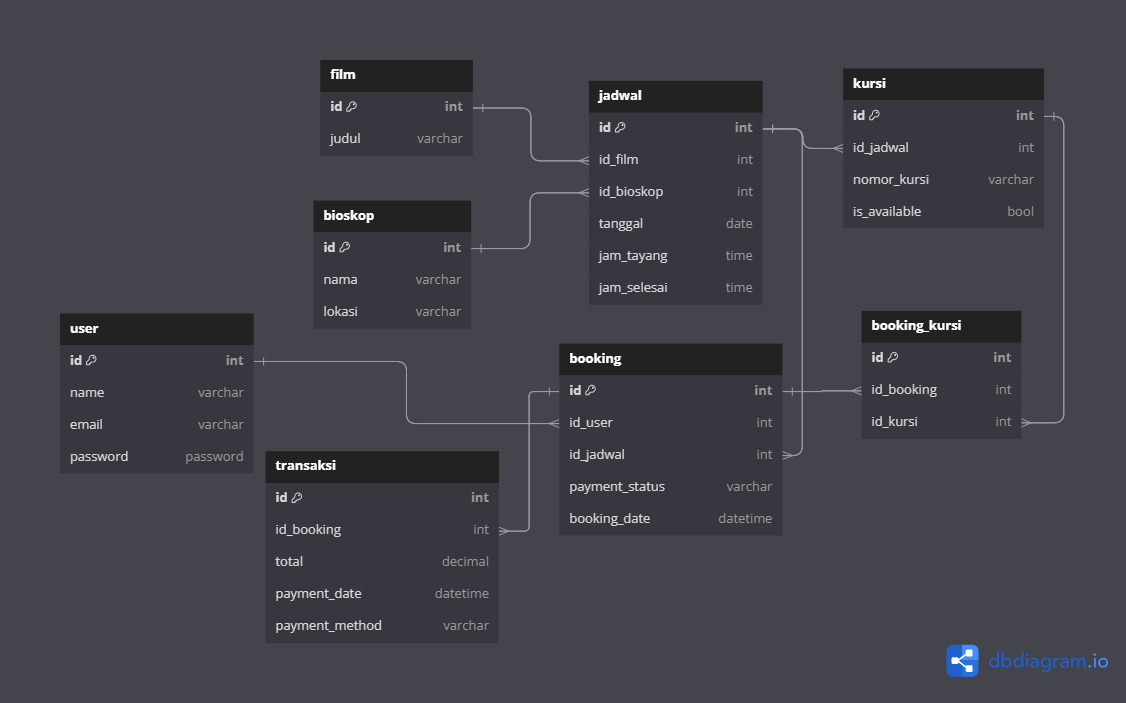 film
id int
judul varchar
bioskop
id int
nama varchar
lokasi varchar
jadwal
id int
id_film int
id_bioskop int
tanggal date
jam_tayang time
jam_selesai time
kursi
id int
id_jadwal int
nomor_kursi varchar
is_available bool
user
id int
name varchar
email varchar
password password
transaksi
id int
id_booking int
total decimal
payment_date datetime
payment_method varchar
booking
id int
id_user int
id_jadwal int
payment_status varchar
booking_date datetime
booking_kursi
id int
id_booking int
id_kursi int
dbdiagram.io